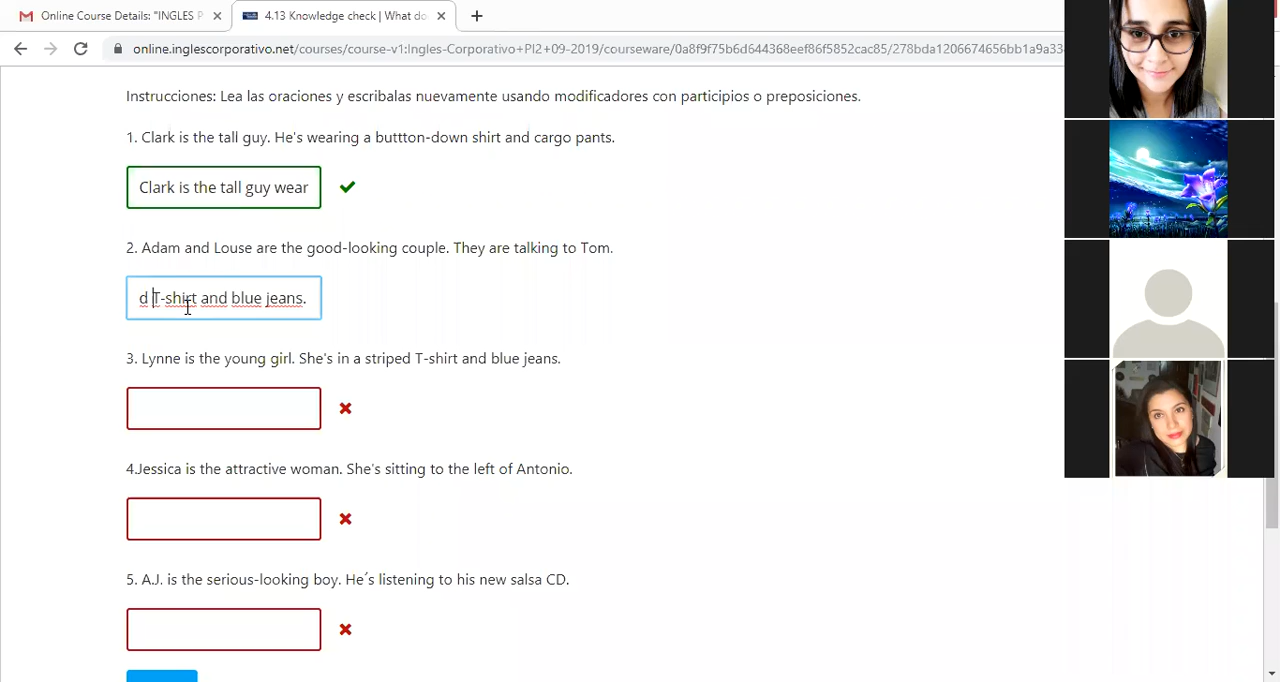 Online Course Details: "INGLES P
4.13 Knowledge check | What do
online.inglescorporativo.net/courses/course-v1:Ingles-Corporativo+PI2+09-2019/courseware/0a8f9f75b6d644368eef86f5852cac85/278bda1206674656bb1a9a33
Instrucciones: Lea las oraciones y escribalas nuevamente usando modificadores con participios o preposiciones.
1. Clark is the tall guy. He's wearing a buttton-down shirt and cargo pants.
Clark is the tall guy wear
2. Adam and Louse are the good-looking couple. They are talking to Tom.
d T-shirt and blue jeans.
3. Lynne is the young girl. She's in a striped T-shirt and blue jeans.
4.Jessica is the attractive woman. She's sitting to the left of Antonio.
5. A.J. is the serious-looking boy. He´s listening to his new salsa CD.